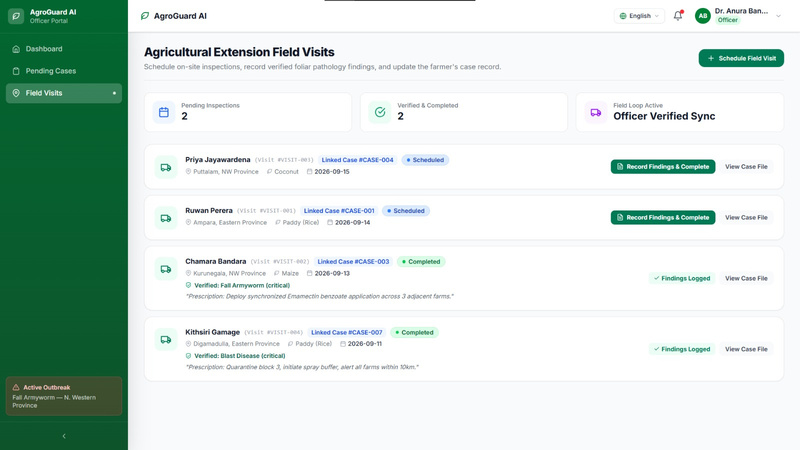 AgroGuard AI
Officer Portal
Dashboard
Pending Cases
Field Visits
Active Outbreak
Fall Armyworm — N. Western
Province
AgroGuard AI
English
AB
Dr. Anura Ban...
Officer
Agricultural Extension Field Visits
Schedule on-site inspections, record verified foliar pathology findings, and update the farmer's case record.
Schedule Field Visit
Pending Inspections
2
Verified & Completed
2
Field Loop Active
Officer Verified Sync
Priya Jayawardena (Visit #VISIT-003) Linked Case #CASE-004 Scheduled
Puttalam, NW Province Coconut 2026-09-15
Record Findings & Complete View Case File
Ruwan Perera (Visit #VISIT-001) Linked Case #CASE-001 Scheduled
Ampara, Eastern Province Paddy (Rice) 2026-09-14
Record Findings & Complete View Case File
Chamara Bandara (Visit #VISIT-002) Linked Case #CASE-003 Completed
Kurunegala, NW Province Maize 2026-09-13
Verified: Fall Armyworm (critical)
"Prescription: Deploy synchronized Emamectin benzoate application across 3 adjacent farms."
Findings Logged View Case File
Kithsiri Gamage (Visit #VISIT-006) Linked Case #CASE-007 Completed
Digamadulla, Eastern Province Paddy (Rice) 2026-09-11
Verified: Blast Disease (critical)
"Prescription: Quarantine block 3, initiate spray buffer, alert all farms within 10km."
Findings Logged View Case File